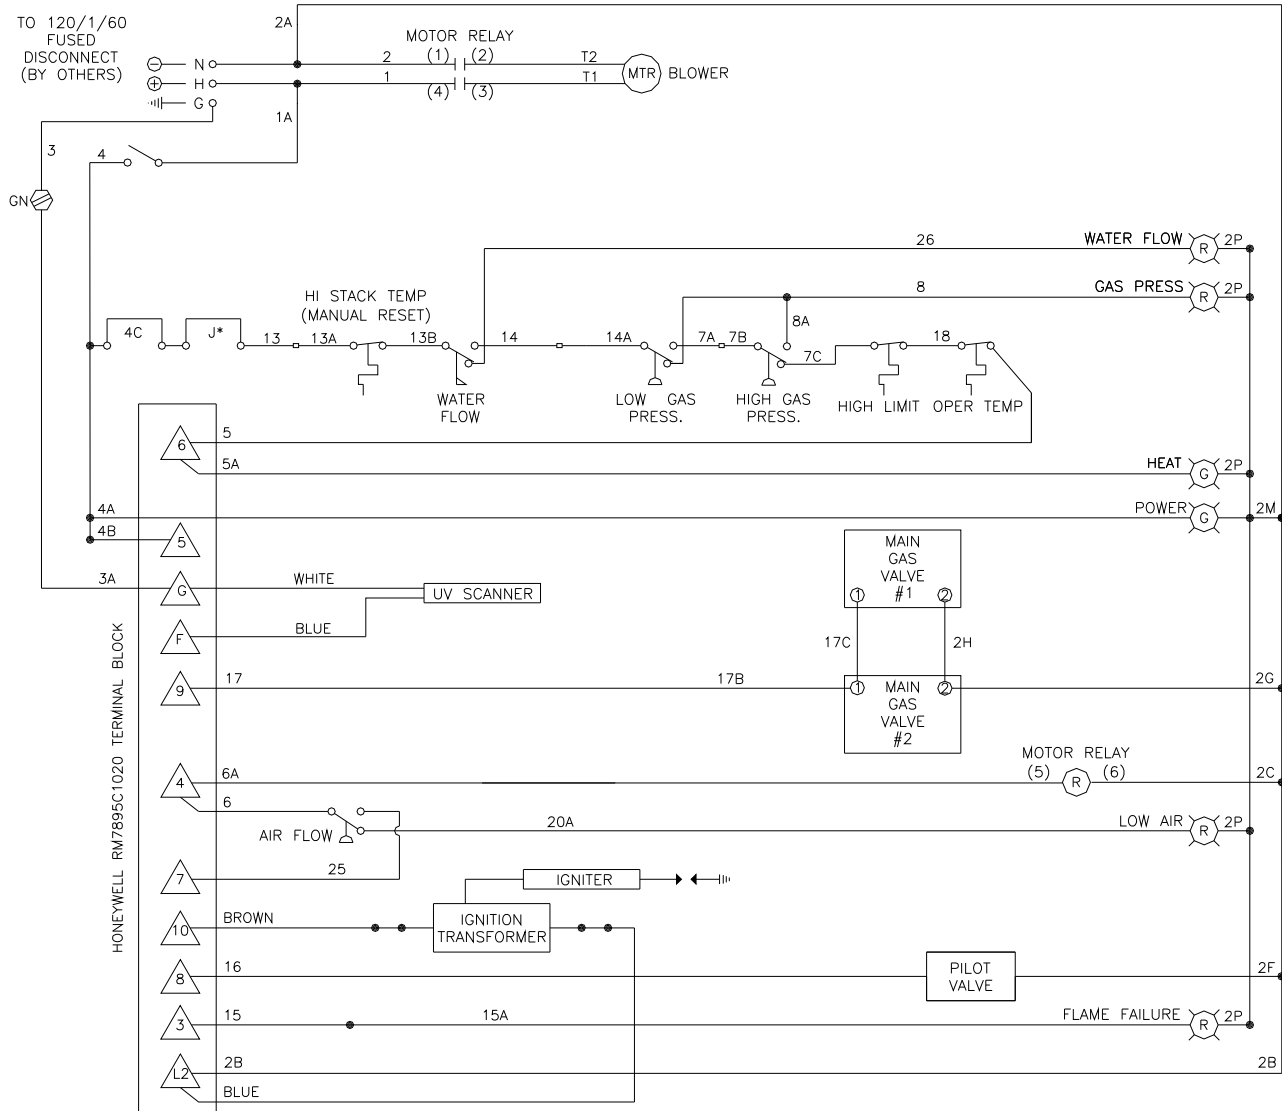 TO 120/1/60
FUSED
DISCONNECT
(BY OTHERS)
N
H
G
2A
2
1
MOTOR RELAY
(1) (2)
(4) (3)
T2
T1
MTR
BLOWER
1A
3
4
GN
26
WATER FLOW
R
2P
8
GAS PRESS
R
2P
HI STACK TEMP
(MANUAL RESET)
8A
4C
J*
13
13A
13B
14
14A
7A
7B
7C
18
WATER
FLOW
LOW GAS
PRESS.
HIGH GAS
PRESS.
HIGH LIMIT
OPER TEMP
6
5
5A
HEAT
G
2P
4A
POWER
G
2M
4B
5
MAIN
GAS
VALVE
#1
1
2
3A
G
WHITE
UV SCANNER
F
BLUE
17C
2H
9
17
17B
1
2
MAIN
GAS
VALVE
#2
2G
HONEYWELL RM7895C1020 TERMINAL BLOCK
MOTOR RELAY
(5)
R
(6)
2C
4
6A
6
AIR FLOW
20A
LOW AIR
R
2P
7
25
IGNITER
10
BROWN
IGNITION
TRANSFORMER
8
16
PILOT
VALVE
2F
3
15
15A
FLAME FAILURE
R
2P
L2
2B
2B
BLUE